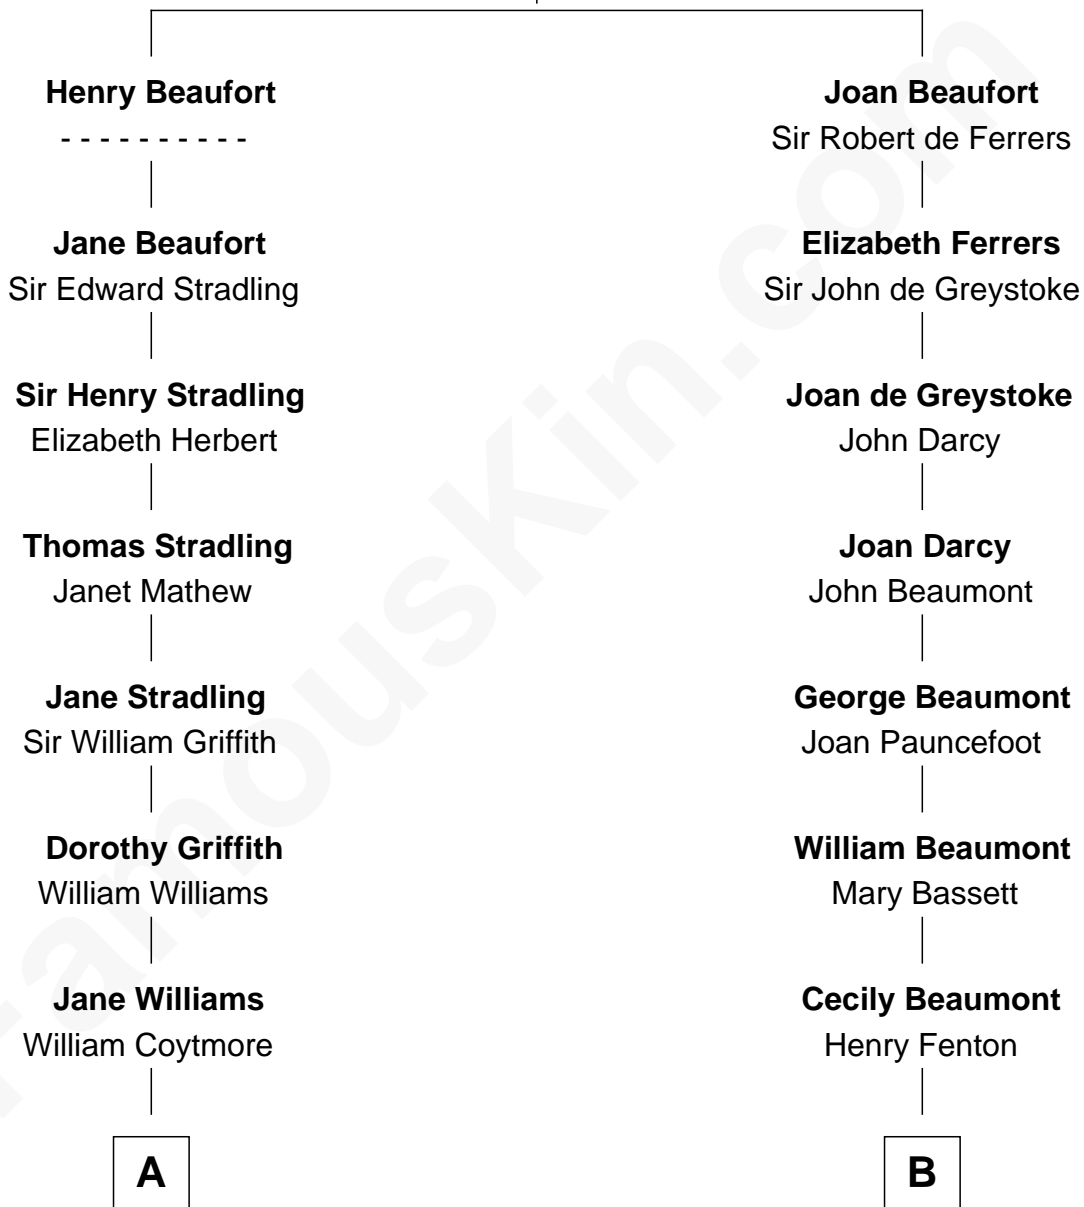 Henry Beaufort
- - - - - - - - - -
Jane Beaufort
Sir Edward Stradling
Sir Henry Stradling
Elizabeth Herbert
Thomas Stradling
Janet Mathew
Jane Stradling
Sir William Griffith
Dorothy Griffith
William Williams
Jane Williams
William Coytmore
A
Joan Beaufort
Sir Robert de Ferrers
Elizabeth Ferrers
Sir John de Greystoke
Joan de Greystoke
John Darcy
Joan Darcy
John Beaumont
George Beaumont
Joan Pauncefoot
William Beaumont
Mary Bassett
Cecily Beaumont
Henry Fenton
B
FamousKin.com